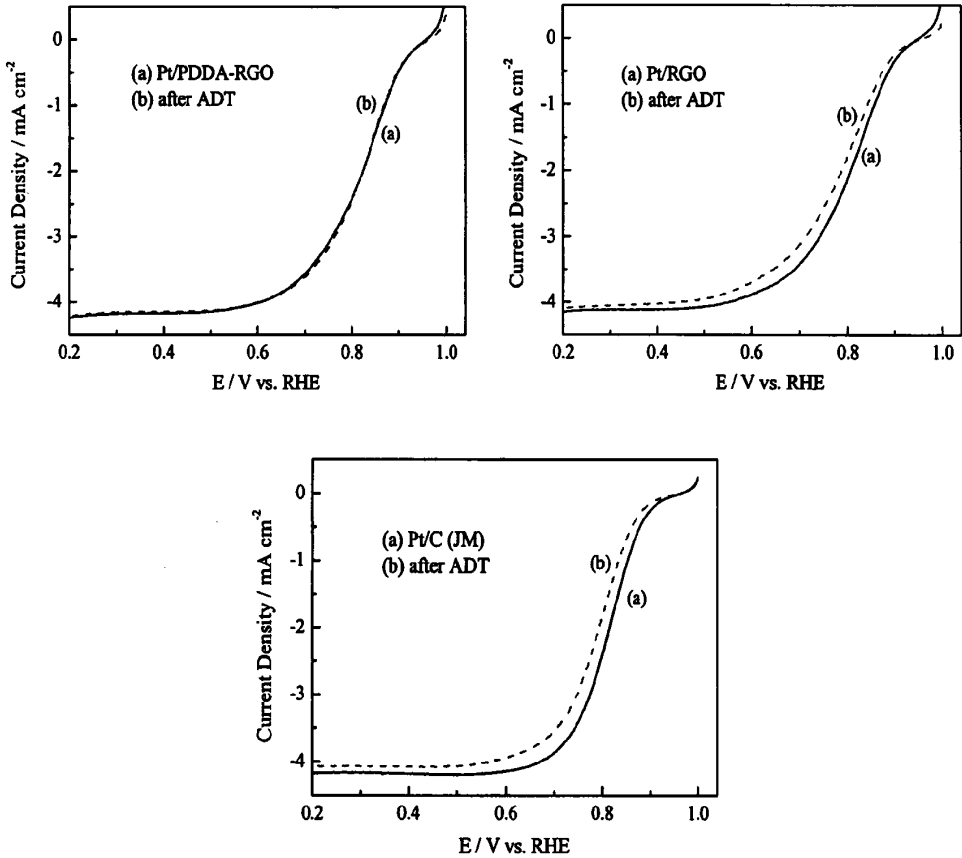 0
-1
-2
-3
-4
Current Density / mA cm⁻²
(a) Pt/PDDA-RGO
(b) after ADT
(b)
(a)
0.2 0.4 0.6 0.8 1.0
E / V vs. RHE
0
-1
-2
-3
-4
Current Density / mA cm⁻²
(a) Pt/RGO
(b) after ADT
(b)
(a)
0.2 0.4 0.6 0.8 1.0
E / V vs. RHE
0
-1
-2
-3
-4
Current Density / mA cm⁻²
(a) Pt/C (JM)
(b) after ADT
(b)
(a)
0.2 0.4 0.6 0.8 1.0
E / V vs. RHE